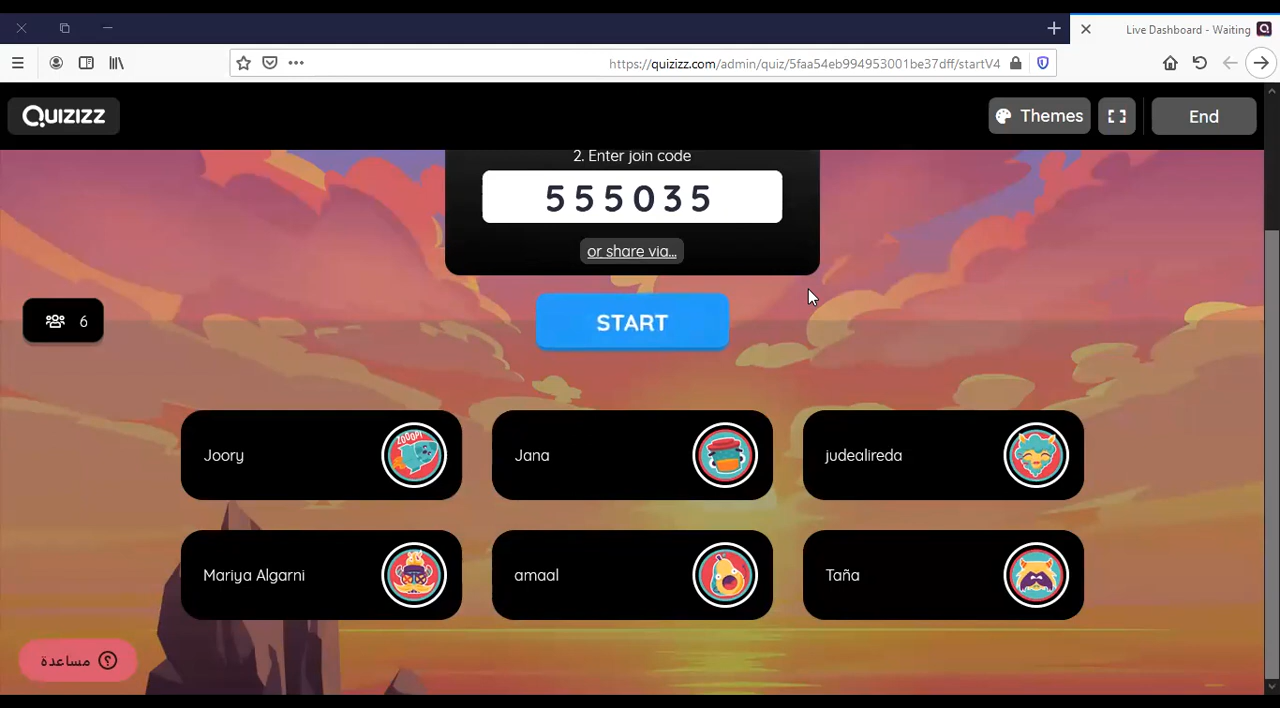 Live Dashboard - Waiting
https://quizizz.com/admin/quiz/5faa54eb994953001be37dff/startV4
Quizizz
Themes
End
2. Enter join code
555035
or share via...
START
6
Joory
ZOOOP!
Jana
judealireda
Mariya Algarni
amaal
Taña
مساعدة